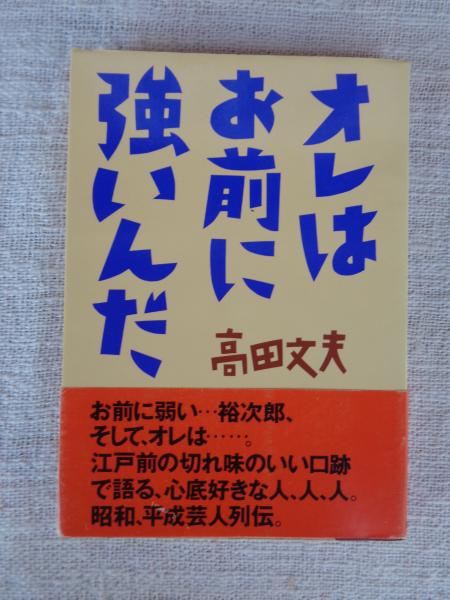 オレは
お前に
強いんだ、
高田文夫
お前に弱い…裕次郎、
そして、オレは……。
江戸前の切れ味のいい口跡
で語る、心底好きな人、人、人。
昭和、平成芸人列伝。